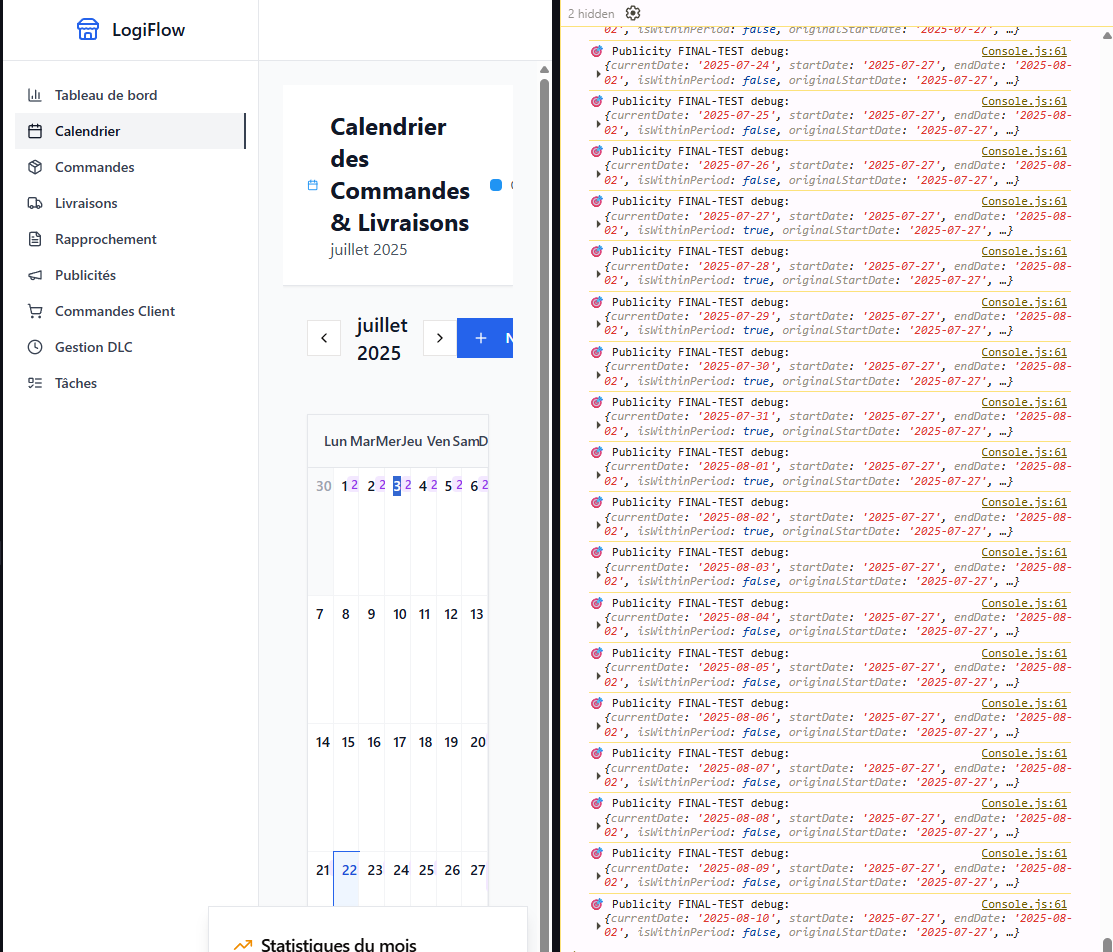 LogiFlow
Tableau de bord
Calendrier
Commandes
Livraisons
Rapprochement
Publicités
Commandes Client
Gestion DLC
Tâches
Calendrier
des
Commandes
& Livraisons
juillet 2025
juillet
2025
N
Lun Mar Mer Jeu Ven Sam D
30 1 2 2 2 3 2 4 2 5 2 6 2
7 8 9 10 11 12 13
14 15 16 17 18 19 20
21 22 23 24 25 26 27
Statistiques du mois
2 hidden
02', isWithinPeriod: false, originalStartDate: '2025-07-27', …}
🎯 Publicity FINAL-TEST debug: Console.js:61
{currentDate: '2025-07-24', startDate: '2025-07-27', endDate: '2025-08-
02', isWithinPeriod: false, originalStartDate: '2025-07-27', …}
🎯 Publicity FINAL-TEST debug: Console.js:61
{currentDate: '2025-07-25', startDate: '2025-07-27', endDate: '2025-08-
02', isWithinPeriod: false, originalStartDate: '2025-07-27', …}
🎯 Publicity FINAL-TEST debug: Console.js:61
{currentDate: '2025-07-26', startDate: '2025-07-27', endDate: '2025-08-
02', isWithinPeriod: false, originalStartDate: '2025-07-27', …}
🎯 Publicity FINAL-TEST debug: Console.js:61
{currentDate: '2025-07-27', startDate: '2025-07-27', endDate: '2025-08-
02', isWithinPeriod: true, originalStartDate: '2025-07-27', …}
🎯 Publicity FINAL-TEST debug: Console.js:61
{currentDate: '2025-07-28', startDate: '2025-07-27', endDate: '2025-08-
02', isWithinPeriod: true, originalStartDate: '2025-07-27', …}
🎯 Publicity FINAL-TEST debug: Console.js:61
{currentDate: '2025-07-29', startDate: '2025-07-27', endDate: '2025-08-
02', isWithinPeriod: true, originalStartDate: '2025-07-27', …}
🎯 Publicity FINAL-TEST debug: Console.js:61
{currentDate: '2025-07-30', startDate: '2025-07-27', endDate: '2025-08-
02', isWithinPeriod: true, originalStartDate: '2025-07-27', …}
🎯 Publicity FINAL-TEST debug: Console.js:61
{currentDate: '2025-07-31', startDate: '2025-07-27', endDate: '2025-08-
02', isWithinPeriod: true, originalStartDate: '2025-07-27', …}
🎯 Publicity FINAL-TEST debug: Console.js:61
{currentDate: '2025-08-01', startDate: '2025-07-27', endDate: '2025-08-
02', isWithinPeriod: true, originalStartDate: '2025-07-27', …}
🎯 Publicity FINAL-TEST debug: Console.js:61
{currentDate: '2025-08-02', startDate: '2025-07-27', endDate: '2025-08-
02', isWithinPeriod: true, originalStartDate: '2025-07-27', …}
🎯 Publicity FINAL-TEST debug: Console.js:61
{currentDate: '2025-08-03', startDate: '2025-07-27', endDate: '2025-08-
02', isWithinPeriod: false, originalStartDate: '2025-07-27', …}
🎯 Publicity FINAL-TEST debug: Console.js:61
{currentDate: '2025-08-04', startDate: '2025-07-27', endDate: '2025-08-
02', isWithinPeriod: false, originalStartDate: '2025-07-27', …}
🎯 Publicity FINAL-TEST debug: Console.js:61
{currentDate: '2025-08-05', startDate: '2025-07-27', endDate: '2025-08-
02', isWithinPeriod: false, originalStartDate: '2025-07-27', …}
🎯 Publicity FINAL-TEST debug: Console.js:61
{currentDate: '2025-08-06', startDate: '2025-07-27', endDate: '2025-08-
02', isWithinPeriod: false, originalStartDate: '2025-07-27', …}
🎯 Publicity FINAL-TEST debug: Console.js:61
{currentDate: '2025-08-07', startDate: '2025-07-27', endDate: '2025-08-
02', isWithinPeriod: false, originalStartDate: '2025-07-27', …}
🎯 Publicity FINAL-TEST debug: Console.js:61
{currentDate: '2025-08-08', startDate: '2025-07-27', endDate: '2025-08-
02', isWithinPeriod: false, originalStartDate: '2025-07-27', …}
🎯 Publicity FINAL-TEST debug: Console.js:61
{currentDate: '2025-08-09', startDate: '2025-07-27', endDate: '2025-08-
02', isWithinPeriod: false, originalStartDate: '2025-07-27', …}
🎯 Publicity FINAL-TEST debug: Console.js:61
{currentDate: '2025-08-10', startDate: '2025-07-27', endDate: '2025-08-
02', isWithinPeriod: false, originalStartDate: '2025-07-27', …}